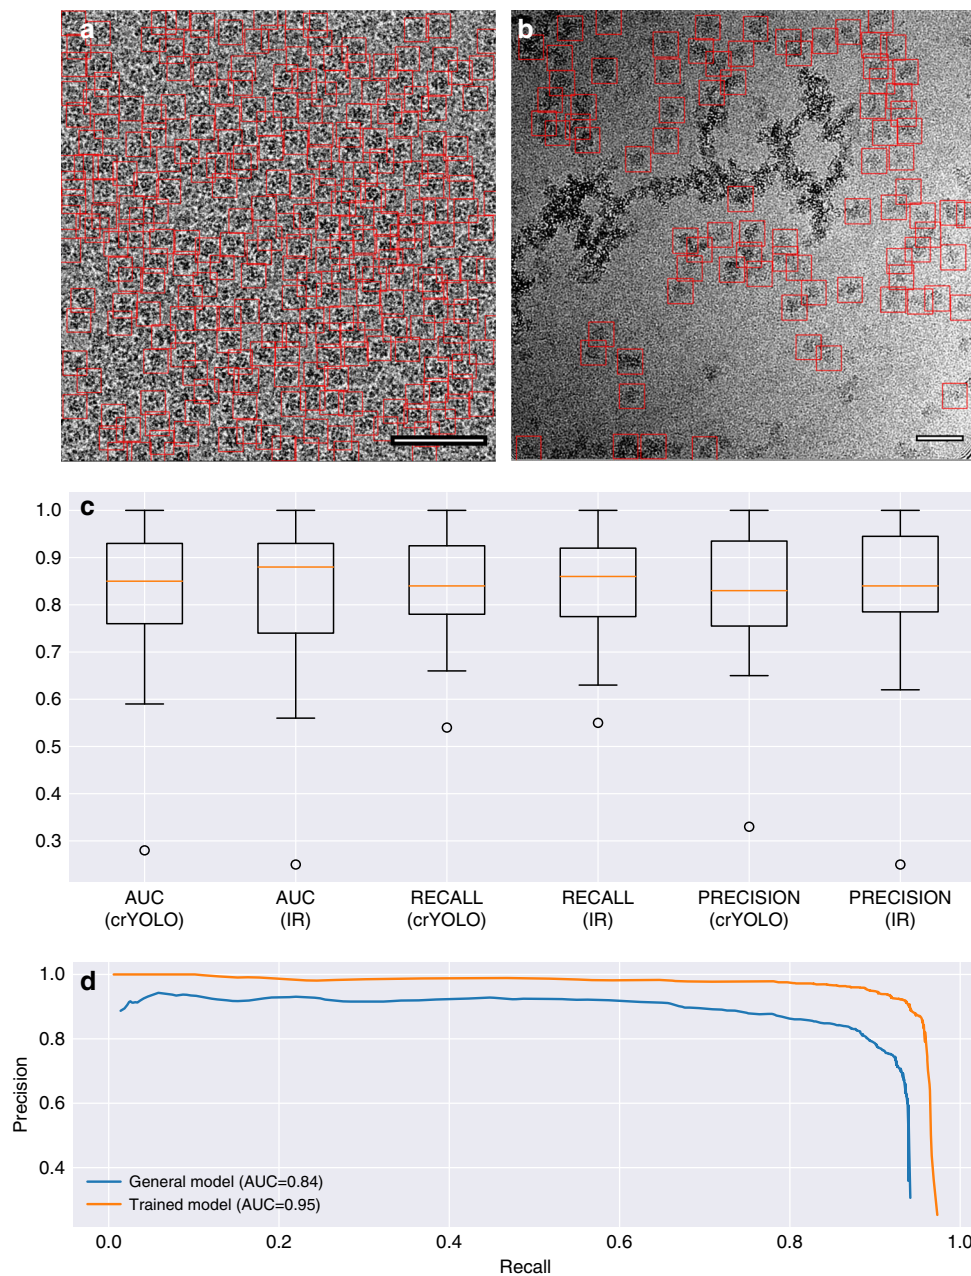 a
b
c
1.0
0.9
0.8
0.7
0.6
0.5
0.4
0.3
AUC (crYOLO)
AUC (IR)
RECALL (crYOLO)
RECALL (IR)
PRECISION (crYOLO)
PRECISION (IR)
d
1.0
0.8
0.6
0.4
Precision
General model (AUC=0.84)
Trained model (AUC=0.95)
0.0
0.2
0.4
0.6
0.8
1.0
Recall